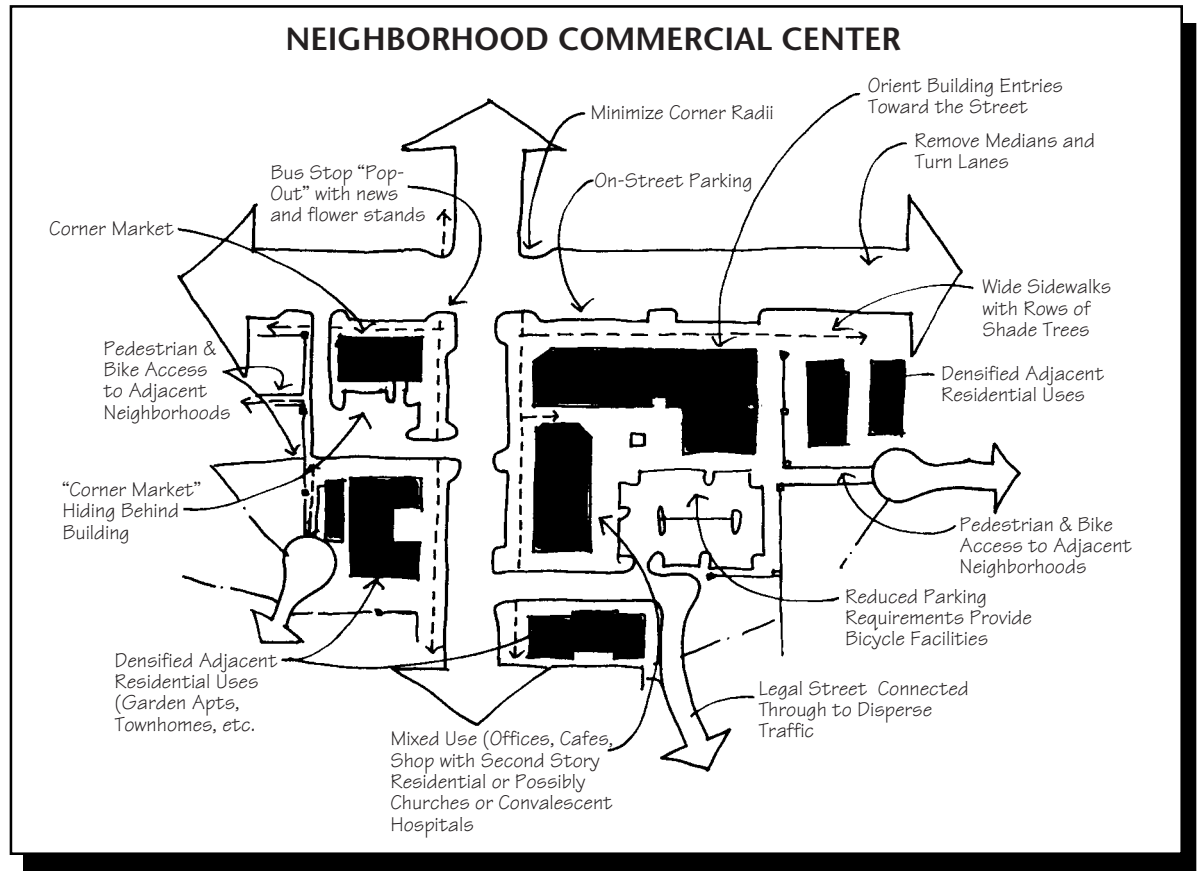 NEIGHBORHOOD COMMERCIAL CENTER
Orient Building Entries
Toward the Street
Minimize Corner Radii
Remove Medians and
Turn Lanes
Bus Stop “Pop-
Out” with news
and flower stands
On-Street Parking
Corner Market
Wide Sidewalks
with Rows of
Shade Trees
Pedestrian &
Bike Access
to Adjacent
Neighborhoods
Densified Adjacent
Residential Uses
“Corner Market”
Hiding Behind
Building
Pedestrian & Bike
Access to Adjacent
Neighborhoods
Reduced Parking
Requirements Provide
Bicycle Facilities
Densified Adjacent
Residential Uses
(Garden Apts,
Townhomes, etc.
Legal Street Connected
Through to Disperse
Traffic
Mixed Use (Offices, Cafes,
Shop with Second Story
Residential or Possibly
Churches or Convalescent
Hospitals